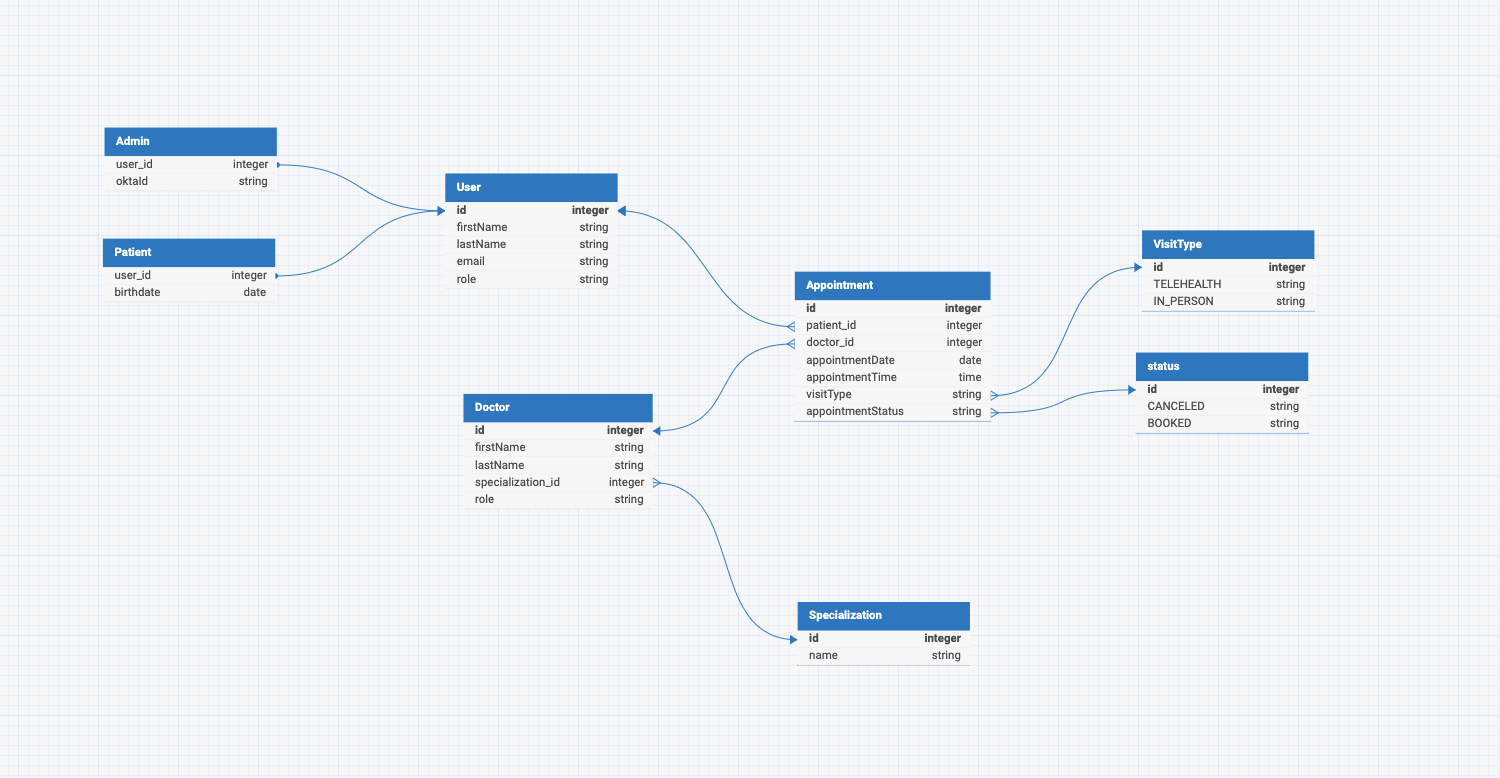 Admin
user_id integer
oktaId string
Patient
user_id integer
birthdate date
User
id integer
firstName string
lastName string
email string
role string
Doctor
id integer
firstName string
lastName string
specialization_id integer
role string
Appointment
id integer
patient_id integer
doctor_id integer
appointmentDate date
appointmentTime time
visitType string
appointmentStatus string
Specialization
id integer
name string
VisitType
id integer
TELEHEALTH string
IN_PERSON string
status
id integer
CANCELED string
BOOKED string